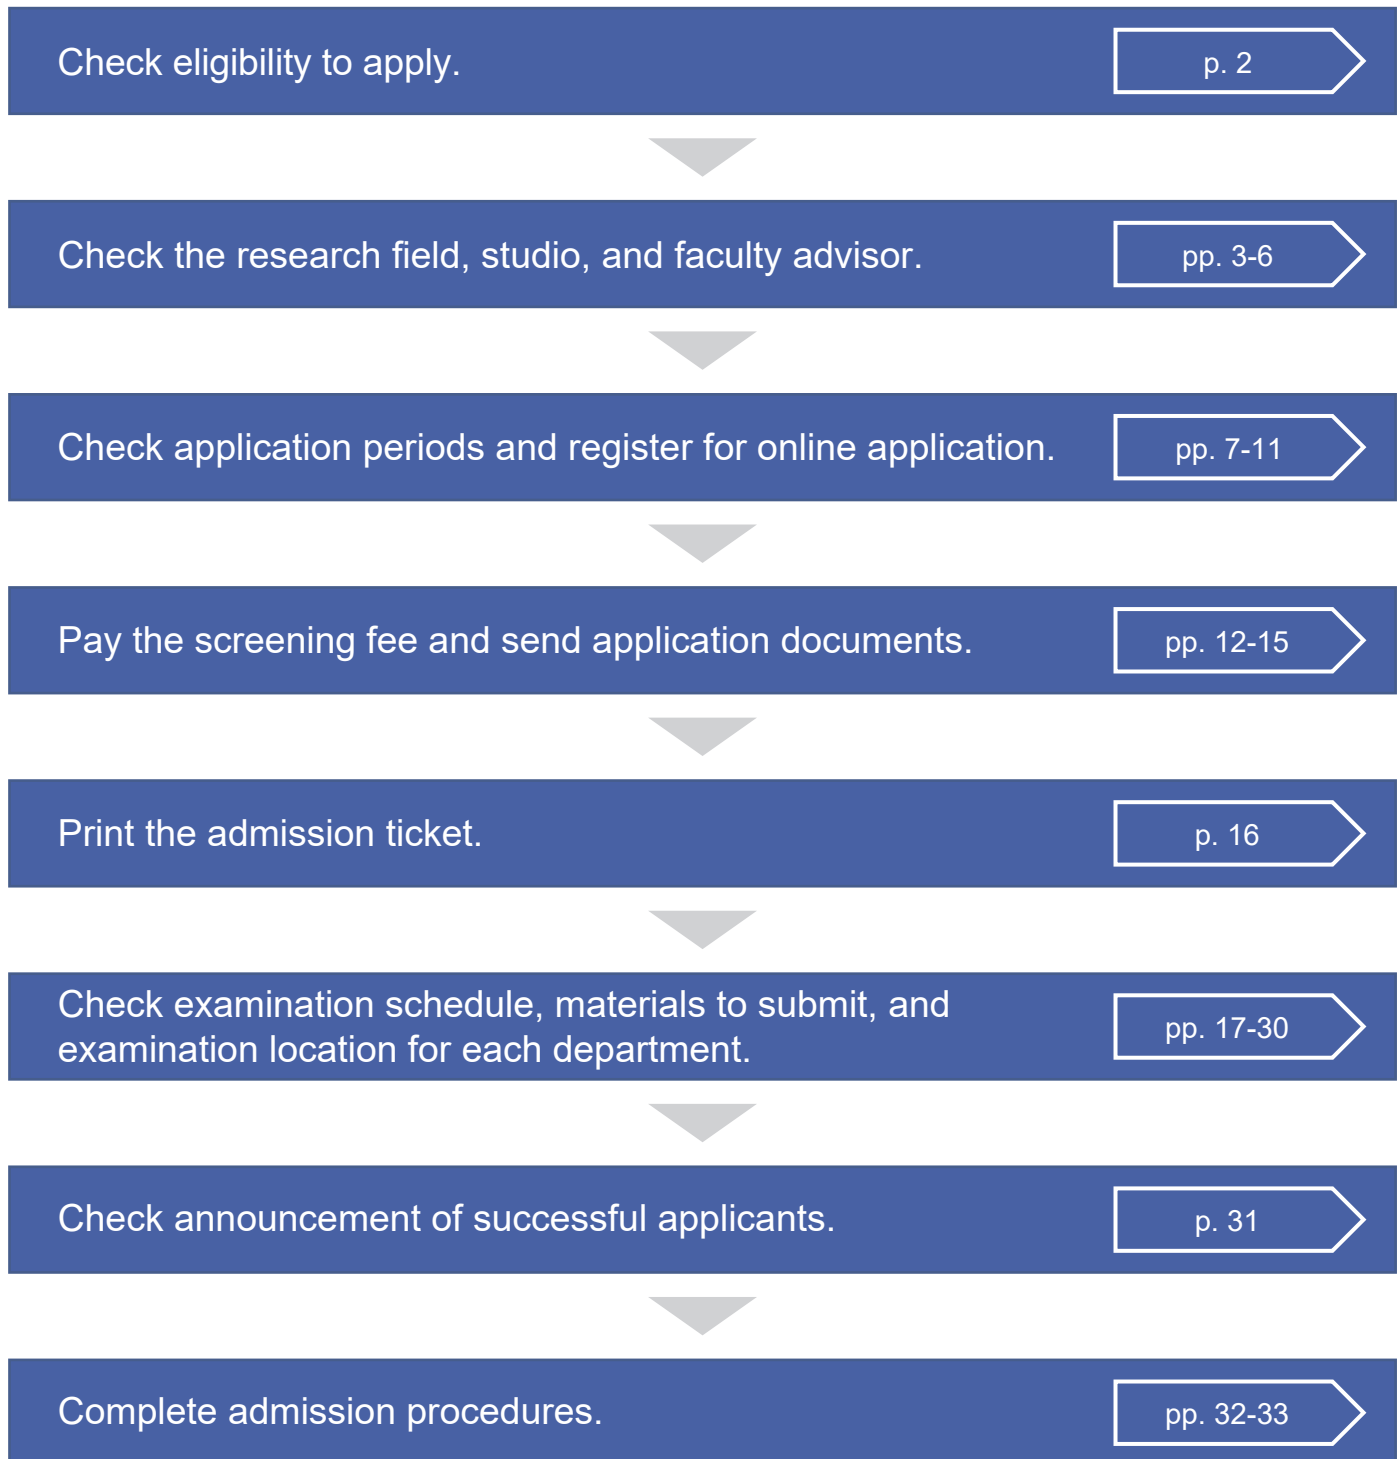 Check eligibility to apply.
p. 2
Check the research field, studio, and faculty advisor.
pp. 3-6
Check application periods and register for online application.
pp. 7-11
Pay the screening fee and send application documents.
pp. 12-15
Print the admission ticket.
p. 16
Check examination schedule, materials to submit, and
examination location for each department.
pp. 17-30
Check announcement of successful applicants.
p. 31
Complete admission procedures.
pp. 32-33